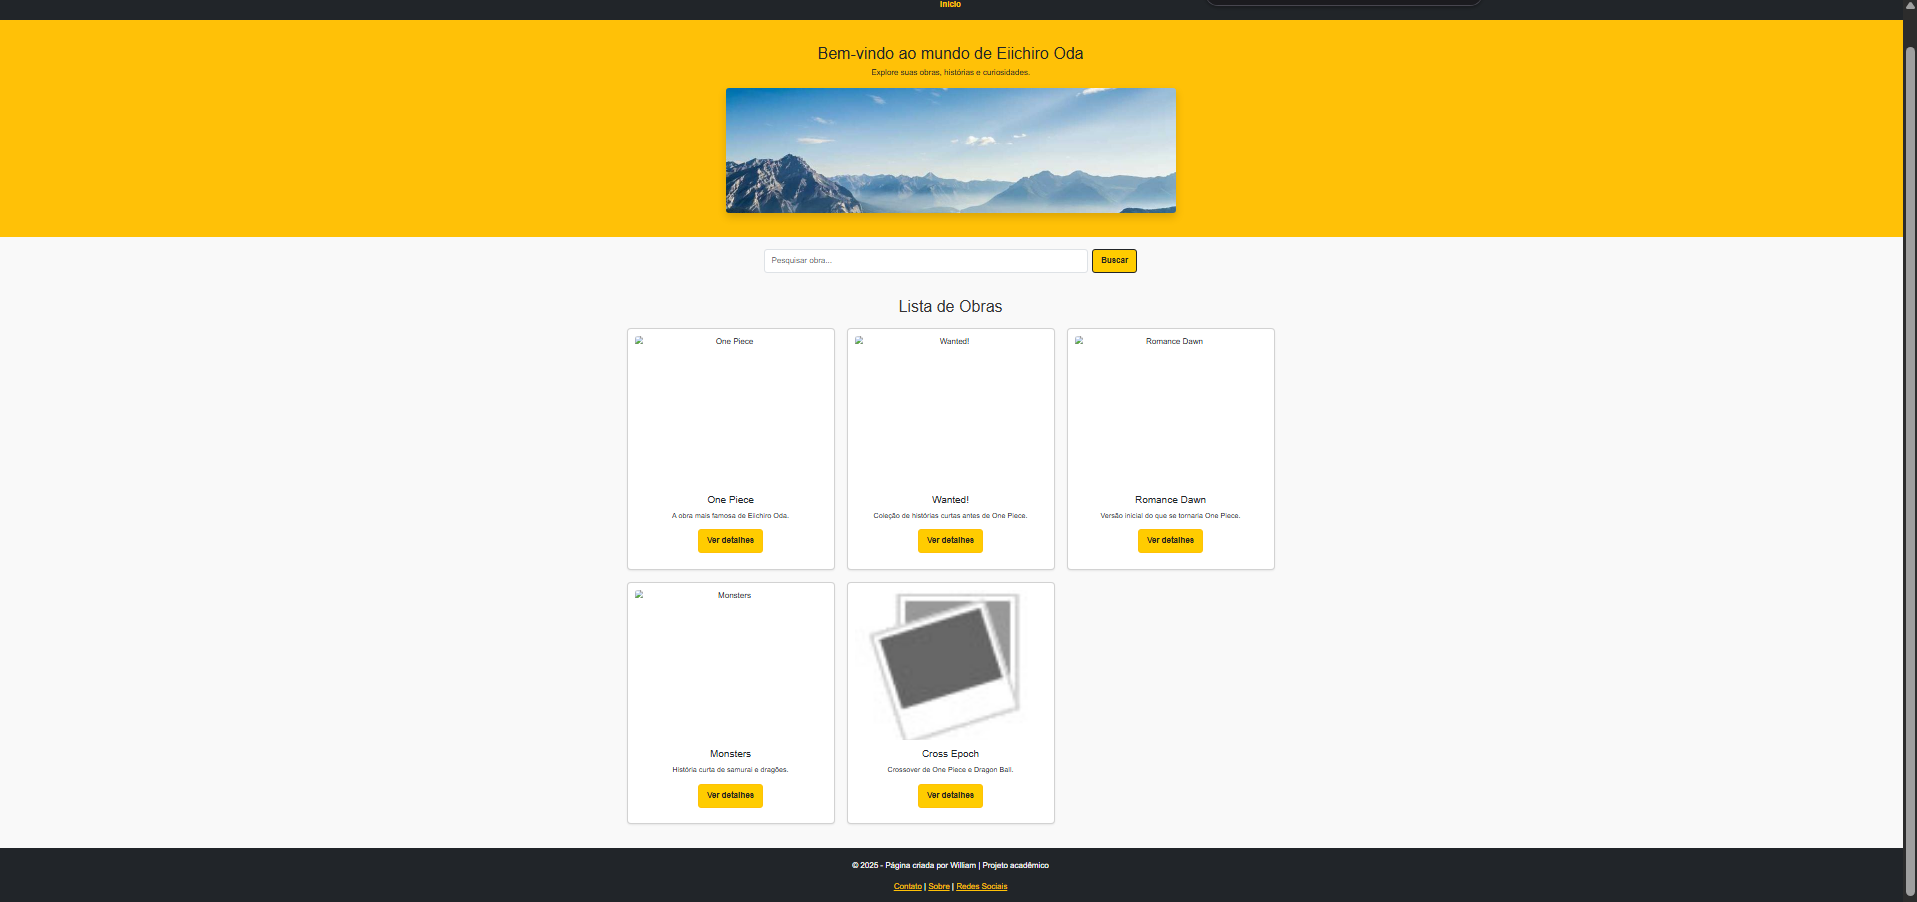 Início
Bem-vindo ao mundo de Eiichiro Oda
Explore suas obras, histórias e curiosidades.
Pesquisar obra...
Buscar
Lista de Obras
One Piece
Wanted!
Romance Dawn
One Piece
A obra mais famosa de Eiichiro Oda.
Ver detalhes
Wanted!
Coleção de histórias curtas antes de One Piece.
Ver detalhes
Romance Dawn
Versão inicial do que se tornaria One Piece.
Ver detalhes
Monsters
Monsters
História curta de samurai e dragões.
Ver detalhes
Cross Epoch
Crossover de One Piece e Dragon Ball.
Ver detalhes
© 2025 - Página criada por William | Projeto acadêmico
Contato | Sobre | Redes Sociais